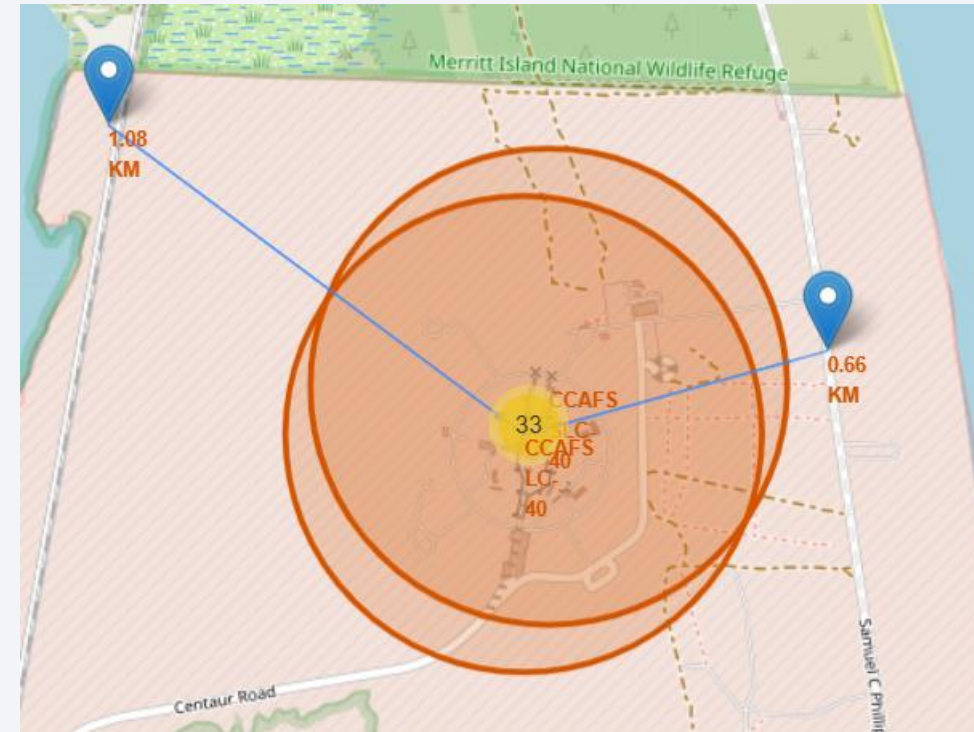 Merritt Island National Wildlife Refuge
1.08
KM
0.66
KM
33
CCAFS
SLC-
40
CCAFS
LC-
40
Centaur Road
Samuel C Phillip